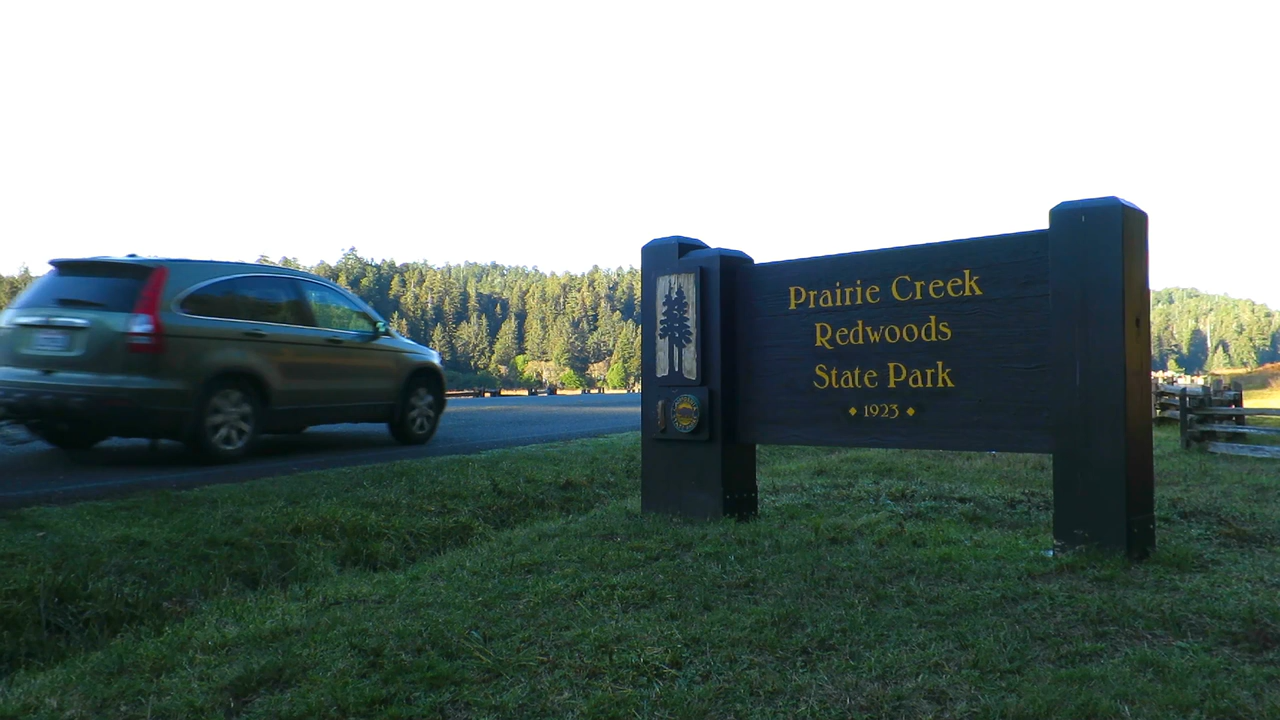 Prairie Creek
Redwoods
State Park
◆ 1923 ◆